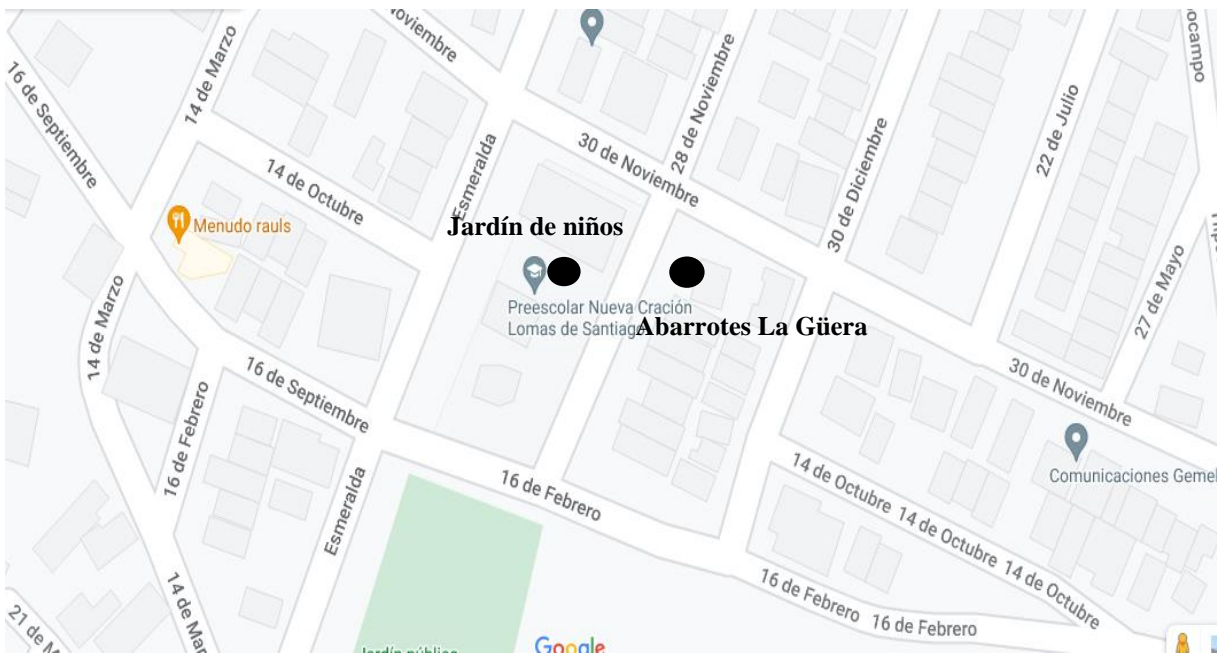 14 de Marzo
Noviembre
16 de Septiembre
30 de Noviembre
28 de Noviembre
22 de Julio
14 de Octubre
Esmeralda
30 de Diciembre
Menudo rauls
Jardín de niños
Preescolar Nueva Cración
Lomas de Santiago
Abarrotes La Güera
27 de Mayo
14 de Marzo
30 de Noviembre
16 de Septiembre
16 de Febrero
Comunicaciones Gemel
14 de Octubre
14 de Octubre
14 de Octubre
16 de Febrero
Esmeralda
16 de Febrero
16 de Febrero
14 de Mar
21 de M
Jardín público
Google